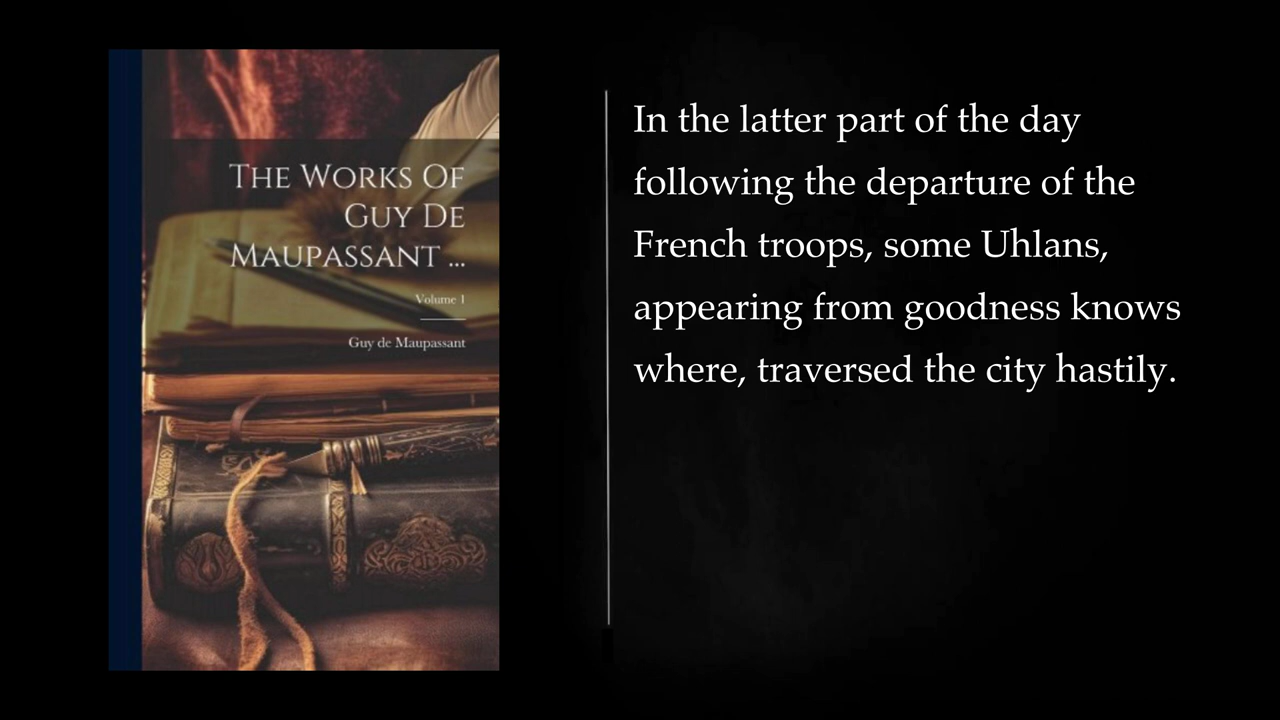 The Works Of
Guy De
Maupassant ...
Volume 1
Guy de Maupassant
In the latter part of the day
following the departure of the
French troops, some Uhlans,
appearing from goodness knows
where, traversed the city hastily.